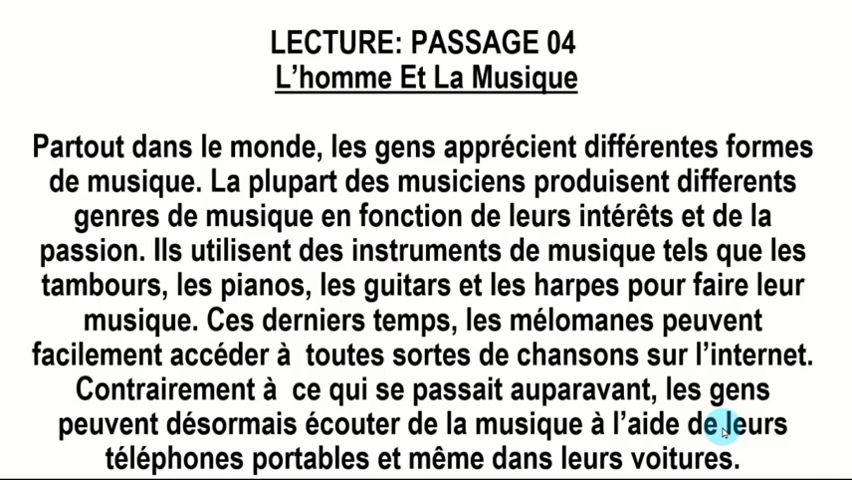 LECTURE: PASSAGE 04
L’homme Et La Musique
Partout dans le monde, les gens apprécient différentes formes
de musique. La plupart des musiciens produisent differents
genres de musique en fonction de leurs intérêts et de la
passion. Ils utilisent des instruments de musique tels que les
tambours, les pianos, les guitars et les harpes pour faire leur
musique. Ces derniers temps, les mélomanes peuvent
facilement accéder à toutes sortes de chansons sur l’internet.
Contrairement à ce qui se passait auparavant, les gens
peuvent désormais écouter de la musique à l’aide de leurs
téléphones portables et même dans leurs voitures.